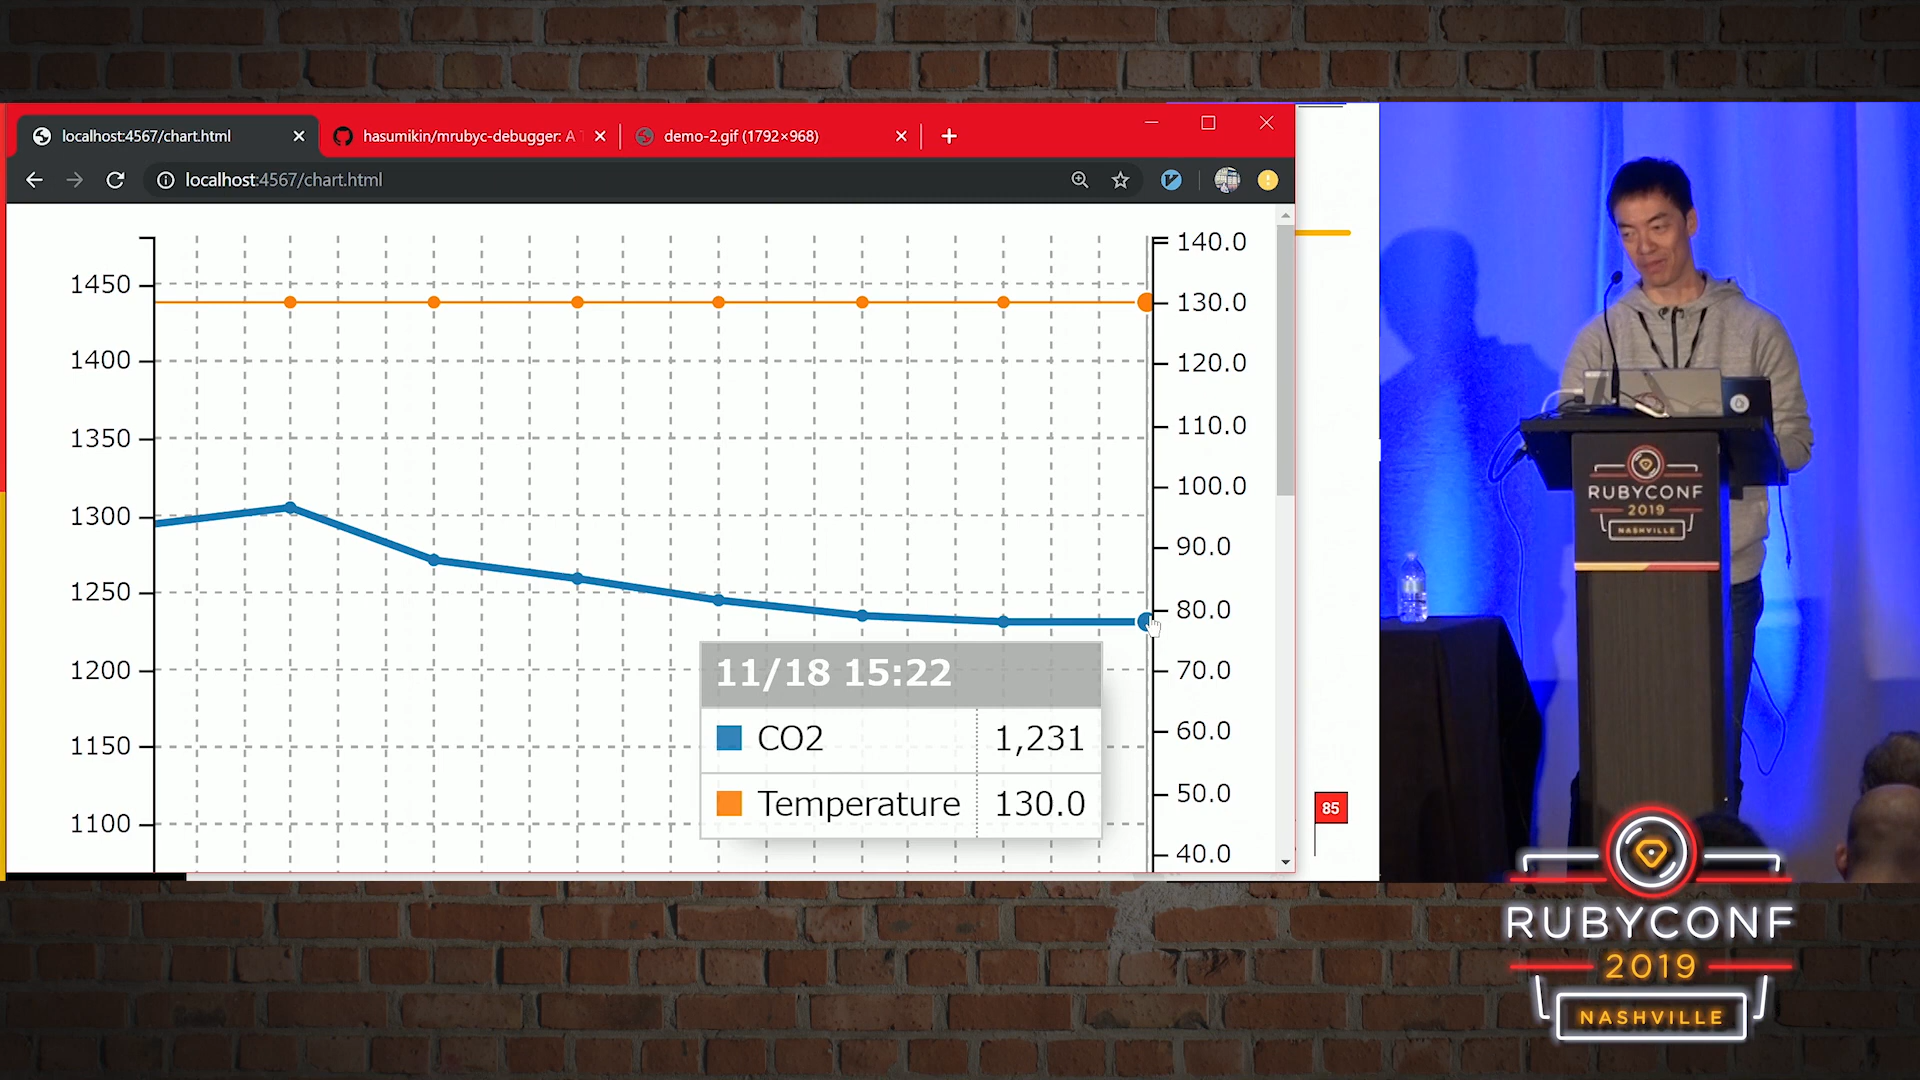 localhost:4567/chart.html
hasumikin/mrubyc-debugger: A
demo-2.gif (1792×968)
localhost:4567/chart.html
1450
1400
1350
1300
1250
1200
1150
1100
140.0
130.0
120.0
110.0
100.0
90.0
80.0
70.0
60.0
50.0
40.0
11/18 15:22
CO2 1,231
Temperature 130.0
85
RUBYCONF
2019
NASHVILLE
RUBYCONF
2019
NASHVILLE